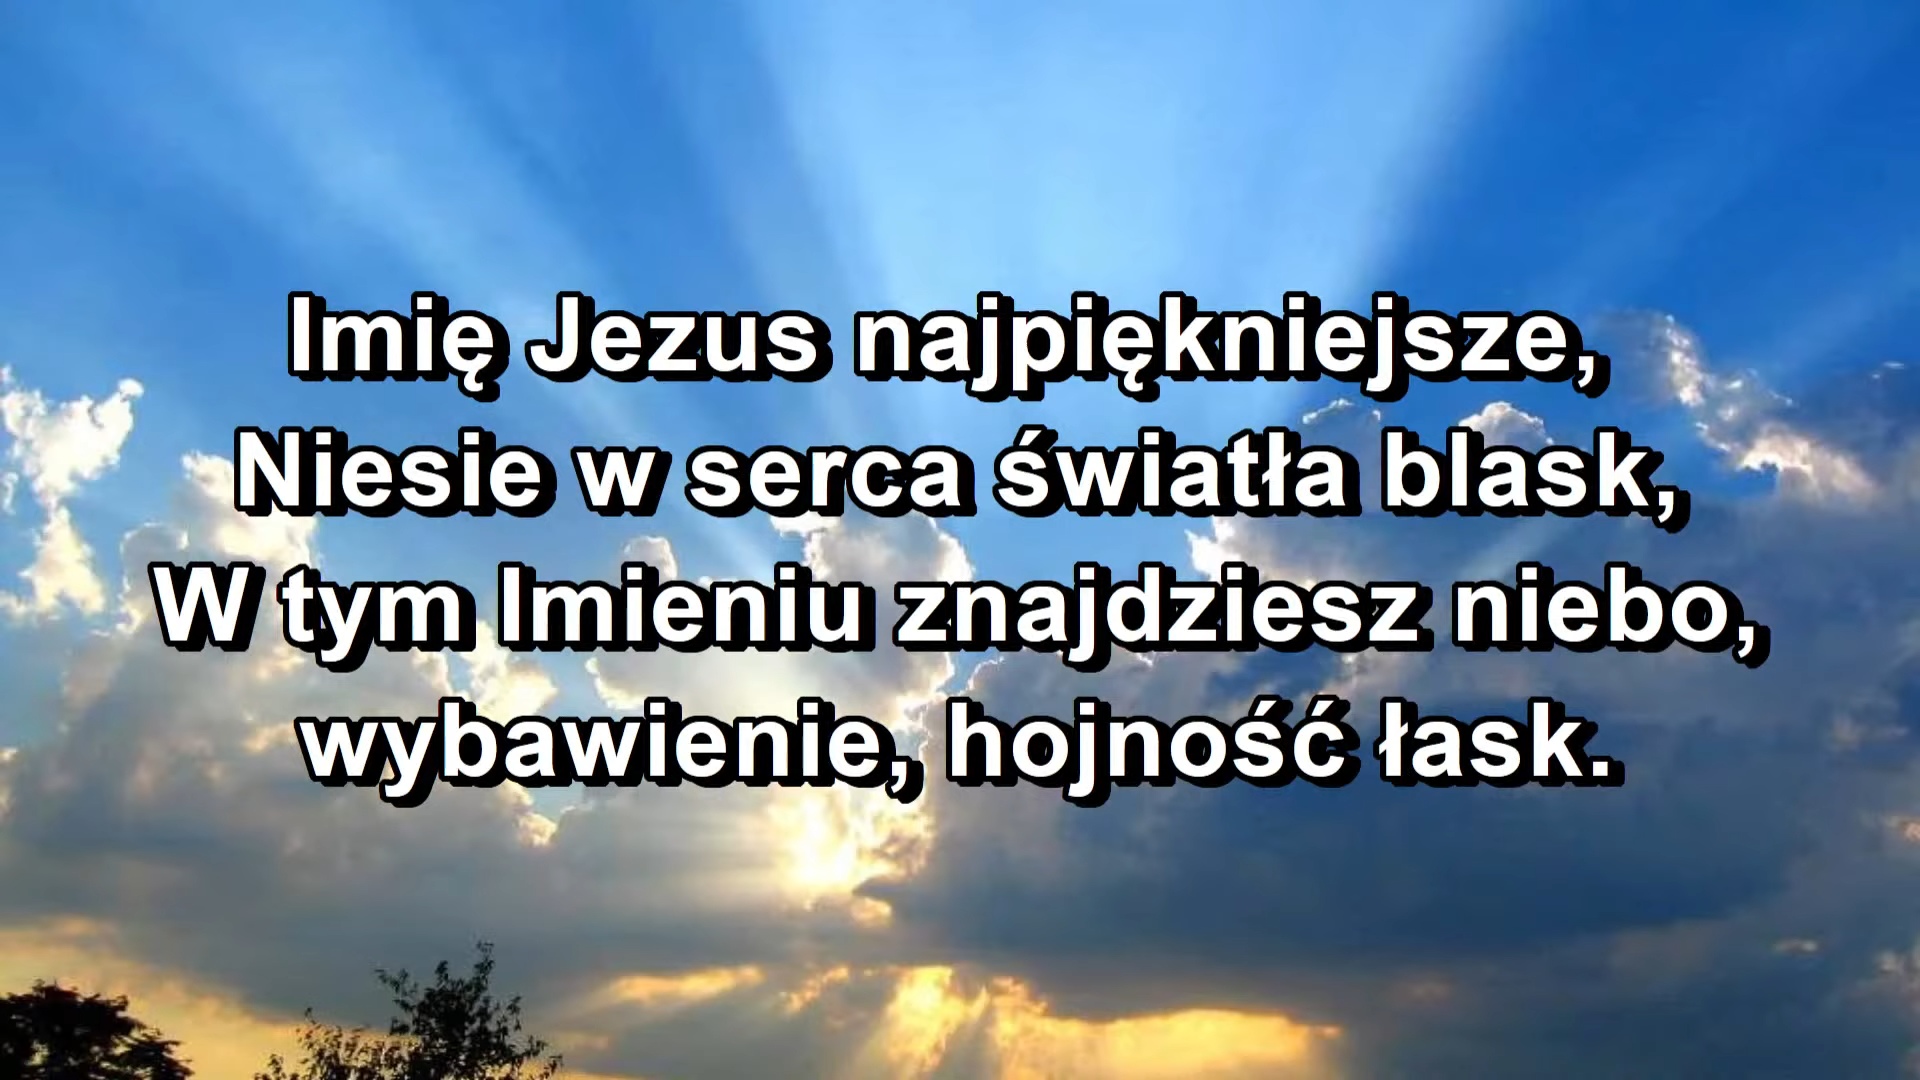 Imię Jezus najpiękniejsze,
Niesie w serca światła blask,
W tym Imieniu znajdziesz niebo,
wybawienie, hojność łask.